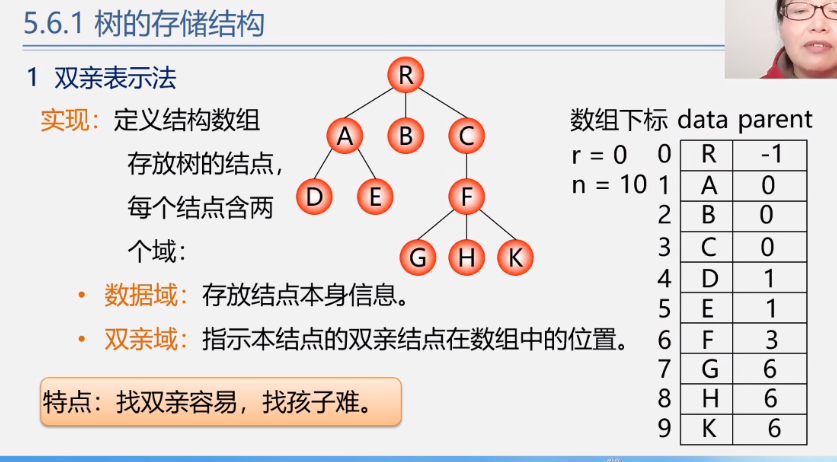 5.6.1 树的存储结构
1 双亲表示法
实现：定义结构数组
存放树的结点，
每个结点含两
个域：
• 数据域：存放结点本身信息。
• 双亲域：指示本结点的双亲结点在数组中的位置。
特点：找双亲容易，找孩子难。
R
A B C
D E F
G H K
数组下标 data parent
r = 0 0 R -1
n = 10 1 A 0
2 B 0
3 C 0
4 D 1
5 E 1
6 F 3
7 G 6
8 H 6
9 K 6